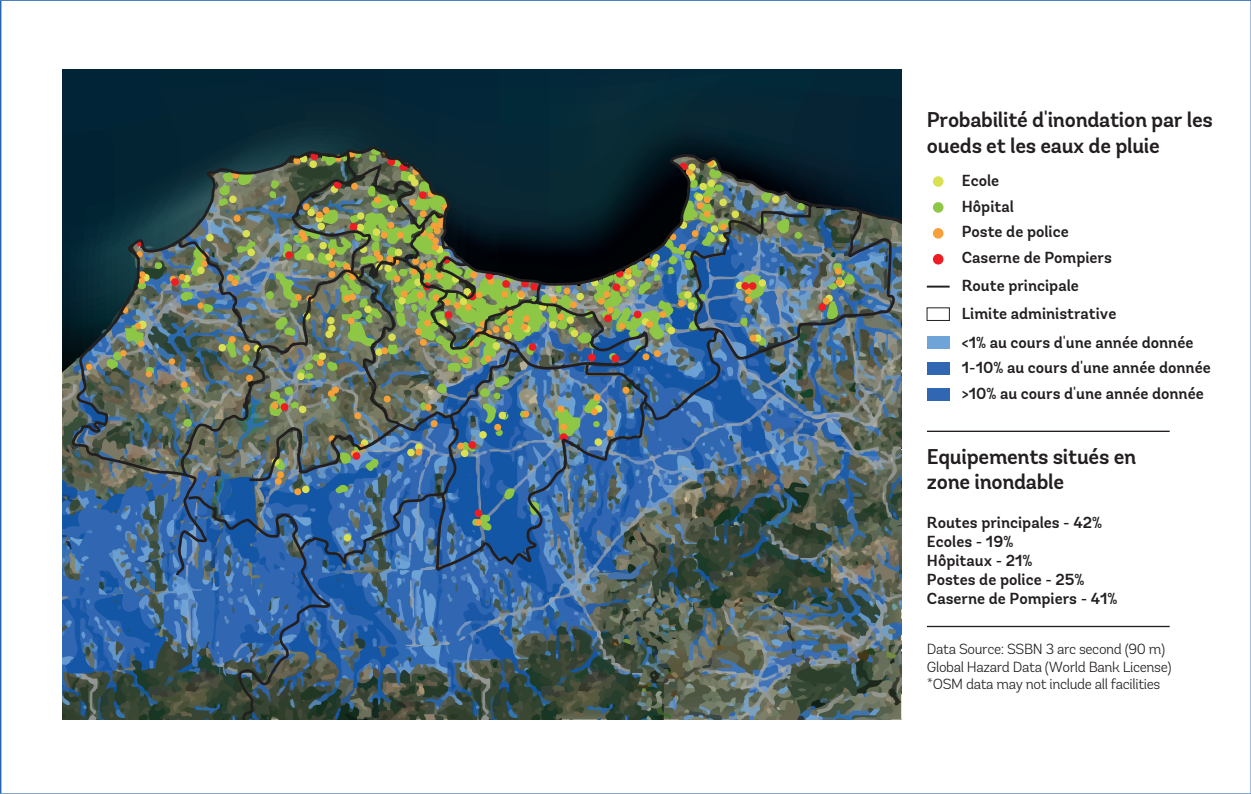 Probabilité d'inondation par les
oueds et les eaux de pluie
Ecole
Hôpital
Poste de police
Caserne de Pompiers
Route principale
Limite administrative
<1% au cours d'une année donnée
1-10% au cours d'une année donnée
>10% au cours d'une année donnée
Equipements situés en
zone inondable
Routes principales - 42%
Ecoles - 19%
Hôpitaux - 21%
Postes de police - 25%
Caserne de Pompiers - 41%
Data Source: SSBN 3 arc second (90 m)
Global Hazard Data (World Bank License)
*OSM data may not include all facilities